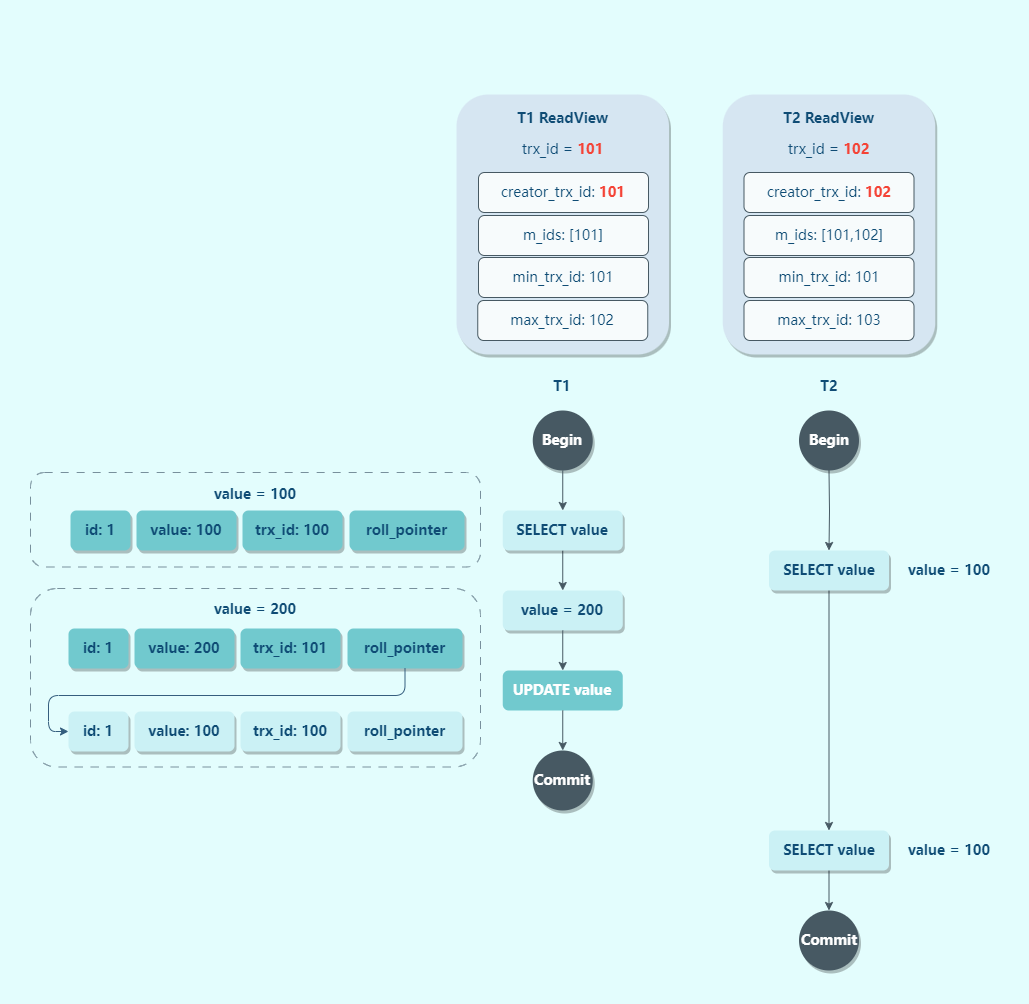 T1 ReadView
trx_id = 101
creator_trx_id: 101
m_ids: [101]
min_trx_id: 101
max_trx_id: 102
T2 ReadView
trx_id = 102
creator_trx_id: 102
m_ids: [101,102]
min_trx_id: 101
max_trx_id: 103
T1
Begin
SELECT value
value = 200
UPDATE value
Commit
T2
Begin
SELECT value
value = 100
SELECT value
value = 100
Commit
value = 100
id: 1
value: 100
trx_id: 100
roll_pointer
value = 200
id: 1
value: 200
trx_id: 101
roll_pointer
id: 1
value: 100
trx_id: 100
roll_pointer